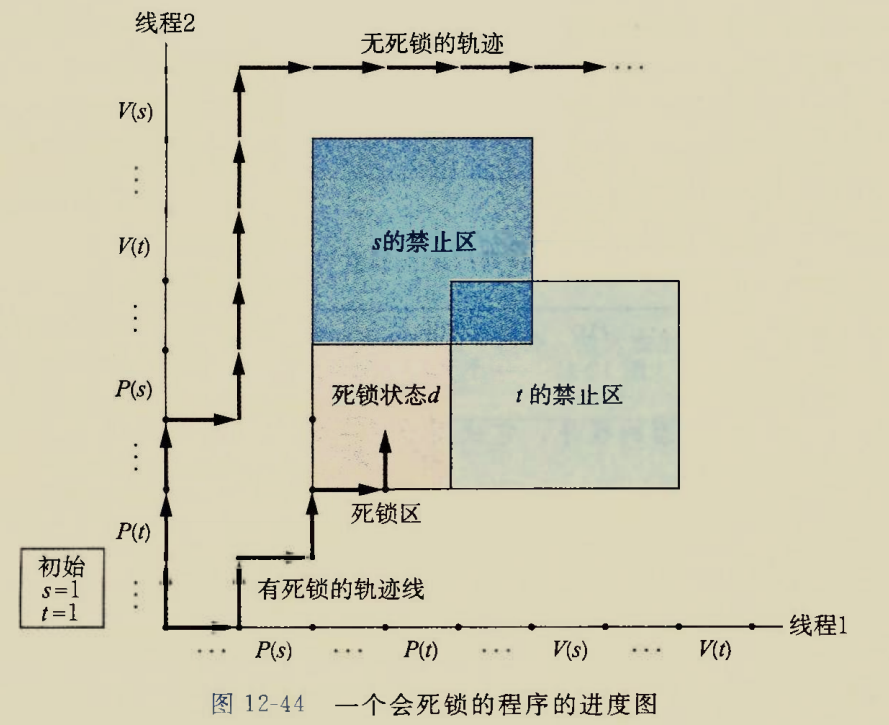 线程2
无死锁的轨迹
...
V(s)
⋮
s的禁止区
V(t)
⋮
P(s)
死锁状态d
t 的禁止区
⋮
死锁区
P(t)
初始
s=1
t=1
⋮
有死锁的轨迹线
线程1
... P(s) ... P(t) ... V(s) ... V(t)
图 12-44 一个会死锁的程序的进度图